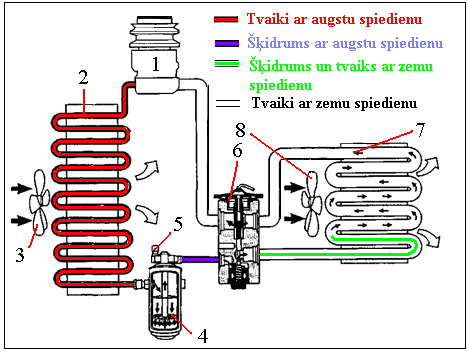 Tvaiki ar augstu spiedienu
Šķidrums ar augstu spiedienu
Šķidrums un tvaiks ar zemu
spiedienu
Tvaiki ar zemu spiedienu
1
2
3
4
5
6
7
8